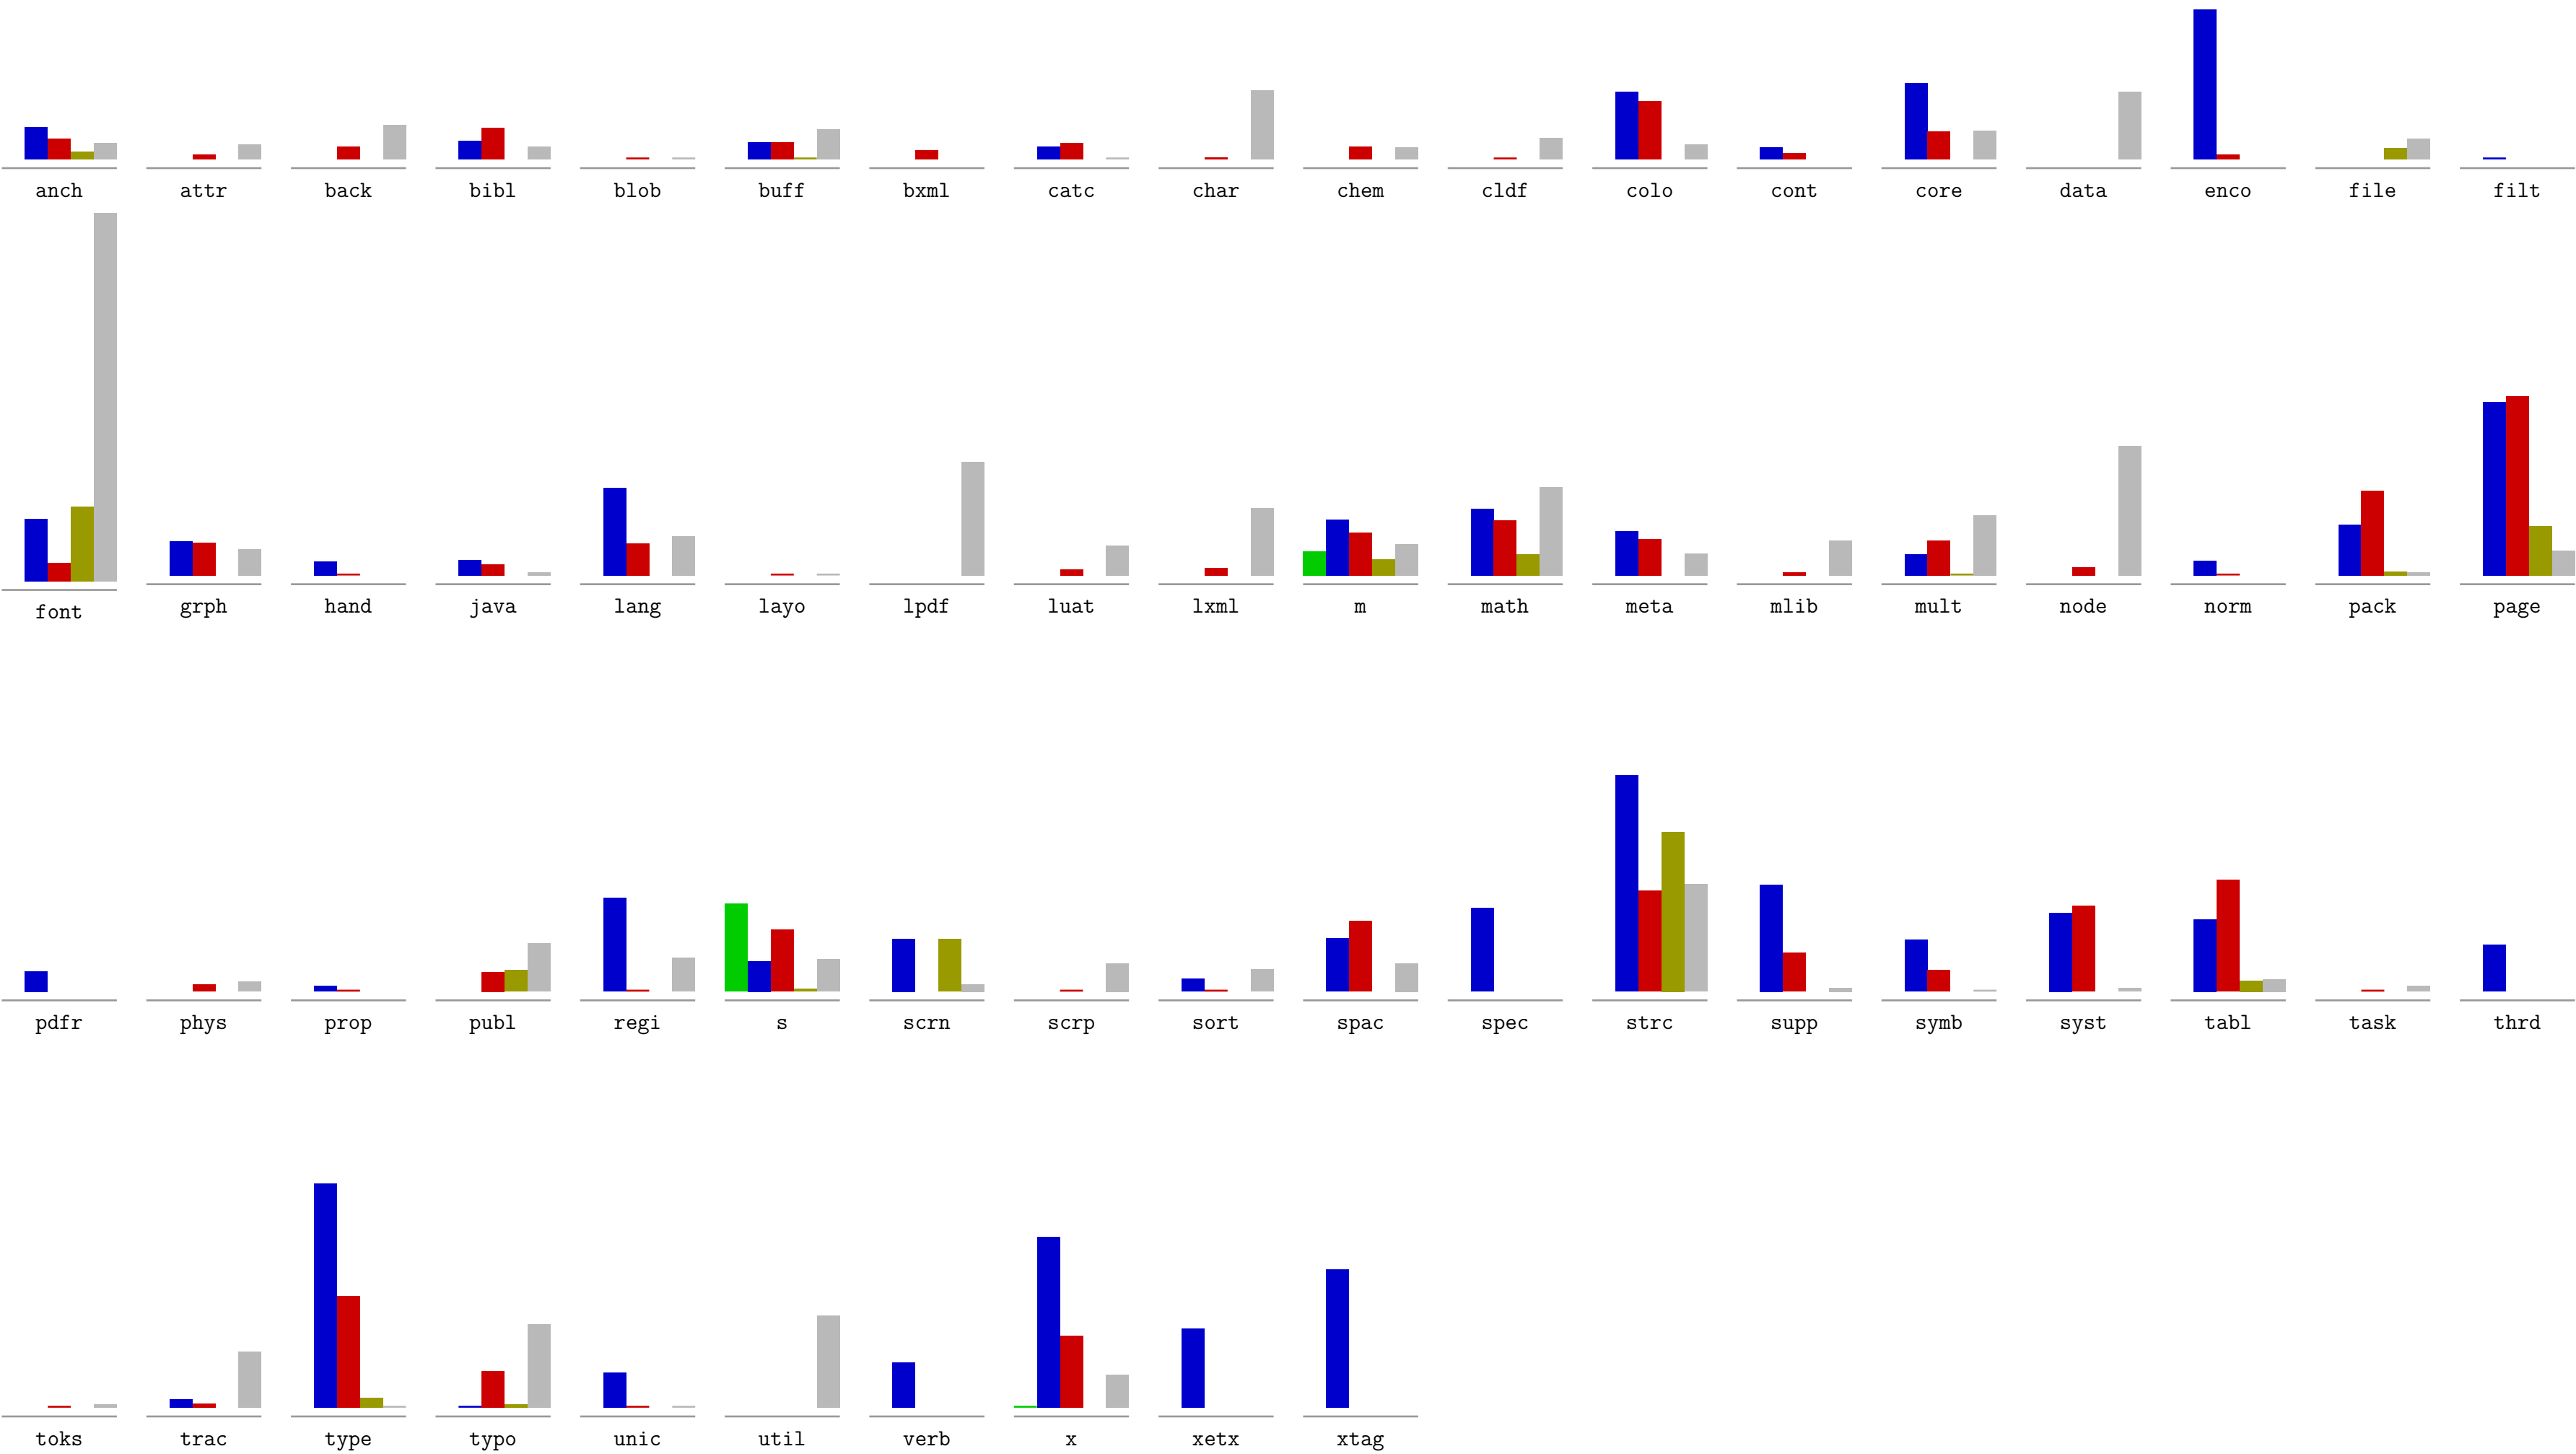 anch attr back bibl blob buff bxml catc char chem cldf colo cont core data enco file filt
font grph hand java lang layo lpdf luat lxml m math meta mlib mult node norm pack page
pdfr phys prop publ regi s scrn scrp sort spac spec strc supp symb syst tabl task thrd
toks trac type typo unic util verb x xetx xtag